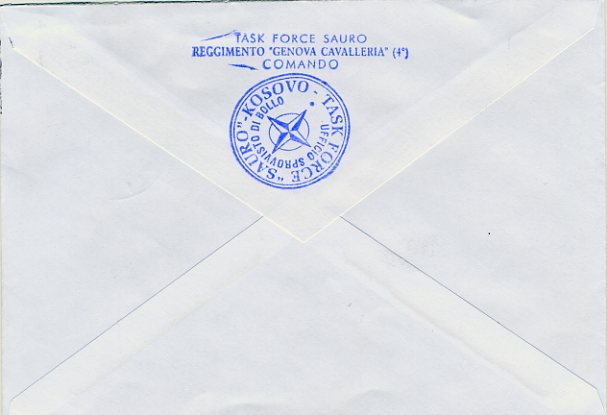 TASK FORCE SAURO
REGGIMENTO "GENOVA CAVALLERIA" (4°)
COMANDO
KOSOVO - TASK FORCE "SAURO" -
UFFICIO SPROVVISTO DI BOLLO